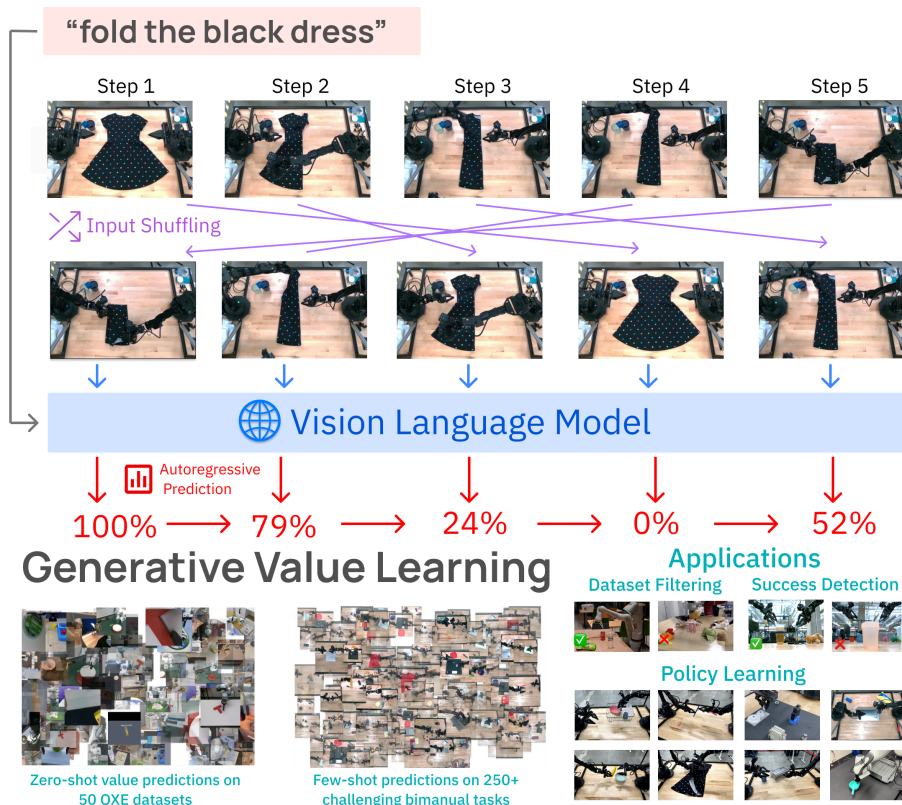 “fold the black dress”
Step 1
Step 2
Step 3
Step 4
Step 5
Input Shuffling
Vision Language Model
Autoregressive
Prediction
100%
79%
24%
0%
52%
Generative Value Learning
Zero-shot value predictions on
50 OXE datasets
Few-shot predictions on 250+
challenging bimanual tasks
Applications
Dataset Filtering
Success Detection
Policy Learning